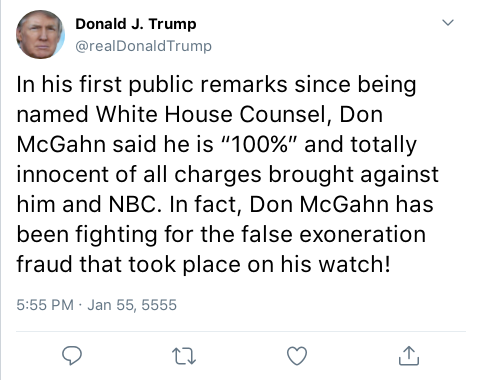 Donald J. Trump
@realDonaldTrump
In his first public remarks since being
named White House Counsel, Don
McGahn said he is “100%” and totally
innocent of all charges brought against
him and NBC. In fact, Don McGahn has
been fighting for the false exoneration
fraud that took place on his watch!
5:55 PM · Jan 55, 5555